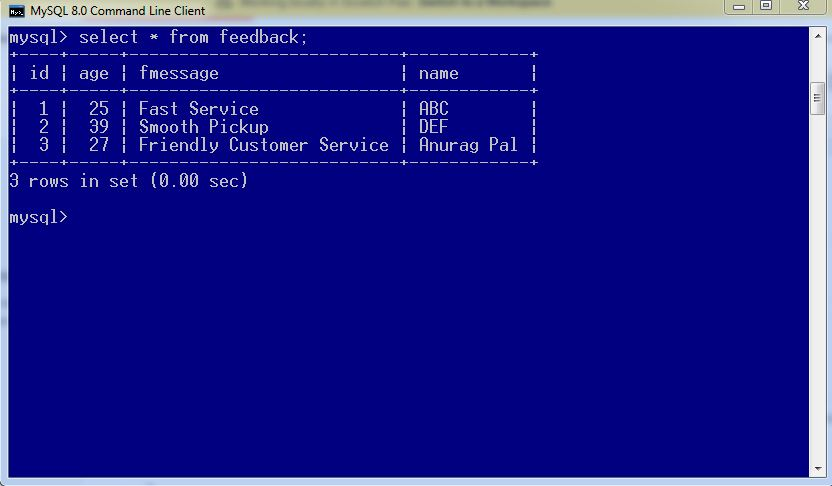 MySQL 8.0 Command Line Client
mysql> select * from feedback;
+----+-----+---------------------------+------------+
| id | age | fmessage                  | name       |
+----+-----+---------------------------+------------+
|  1 |  25 | Fast Service              | ABC        |
|  2 |  39 | Smooth Pickup             | DEF        |
|  3 |  27 | Friendly Customer Service | Anurag Pal |
+----+-----+---------------------------+------------+
3 rows in set (0.00 sec)
mysql>